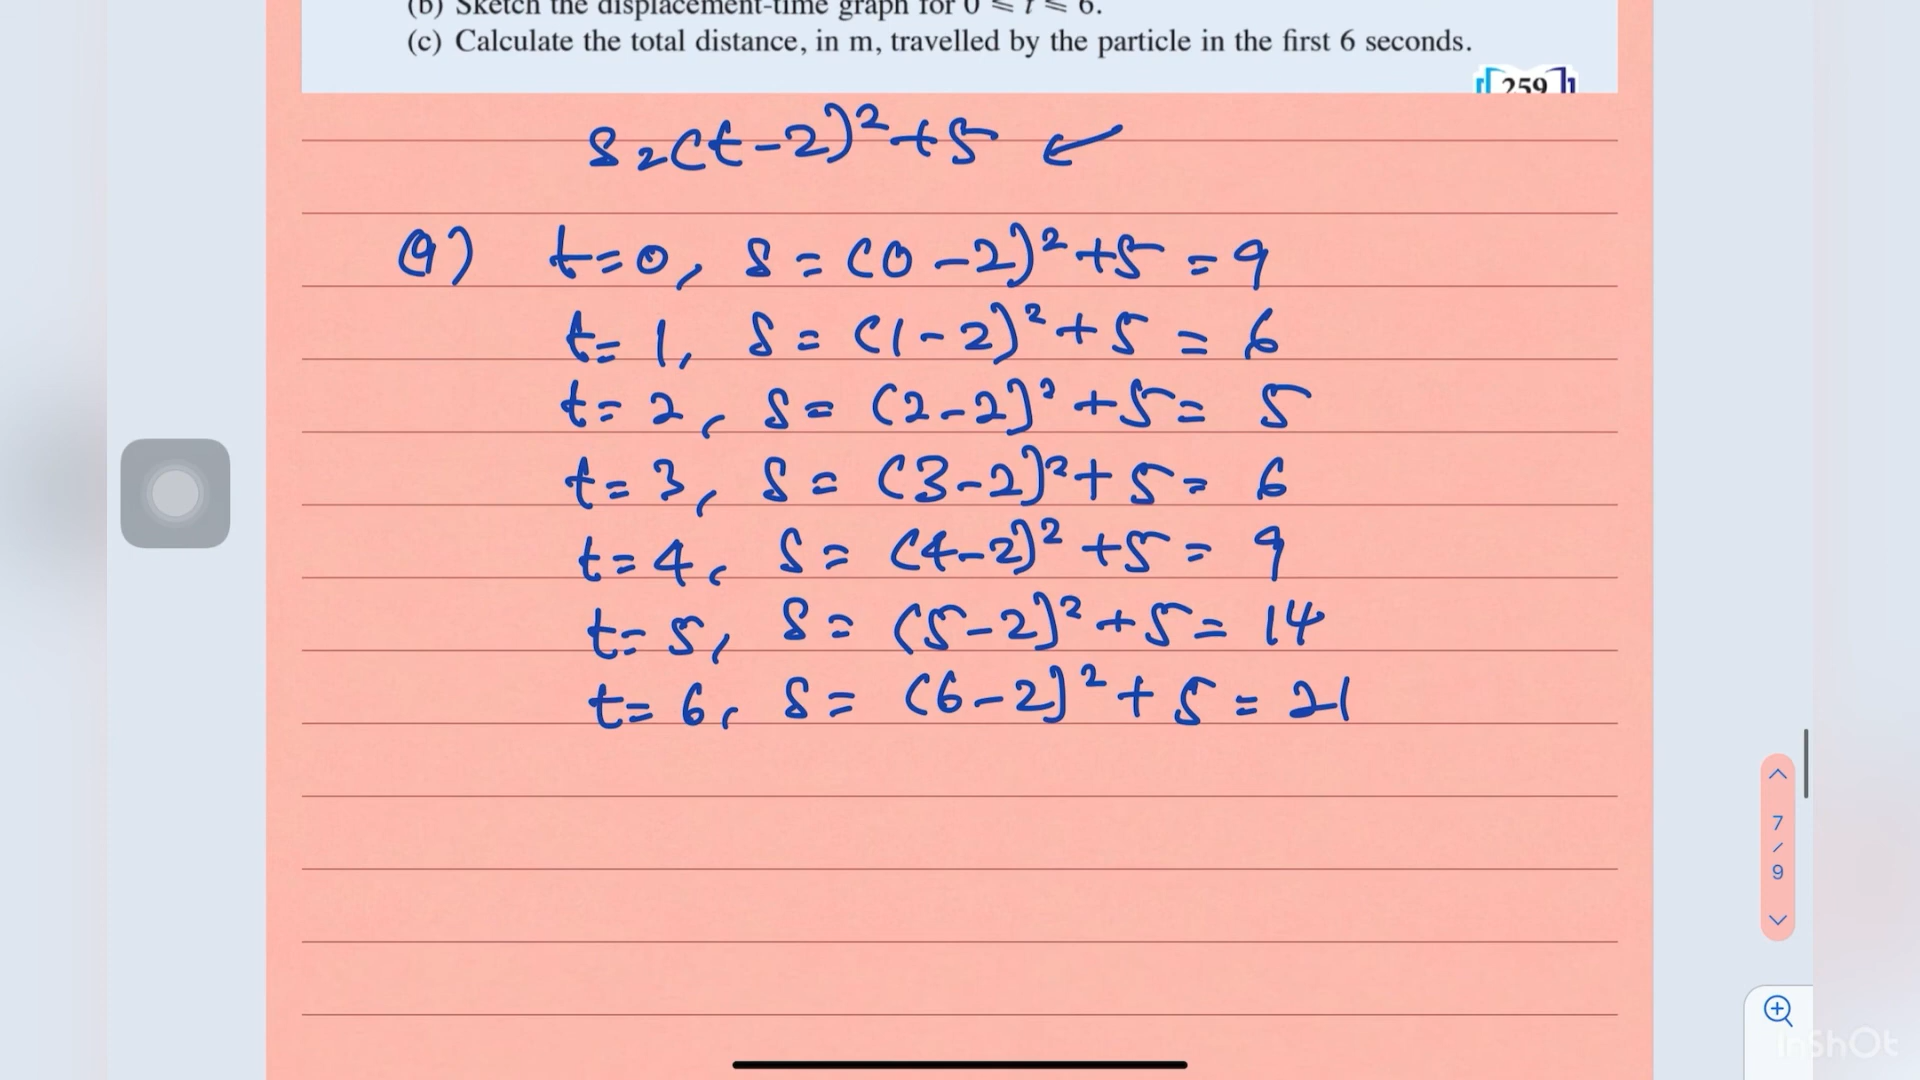 (b) Sketch the displacement-time graph for 0 ⩽ t ⩽ 6.
(c) Calculate the total distance, in m, travelled by the particle in the first 6 seconds.
259
s = (t-2)² + 5
(a) t=0, s = (0-2)² + 5 = 9
t=1, s = (1-2)² + 5 = 6
t=2, s = (2-2)² + 5 = 5
t=3, s = (3-2)² + 5 = 6
t=4, s = (4-2)² + 5 = 9
t=5, s = (5-2)² + 5 = 14
t=6, s = (6-2)² + 5 = 21
7
/
9
InShOt